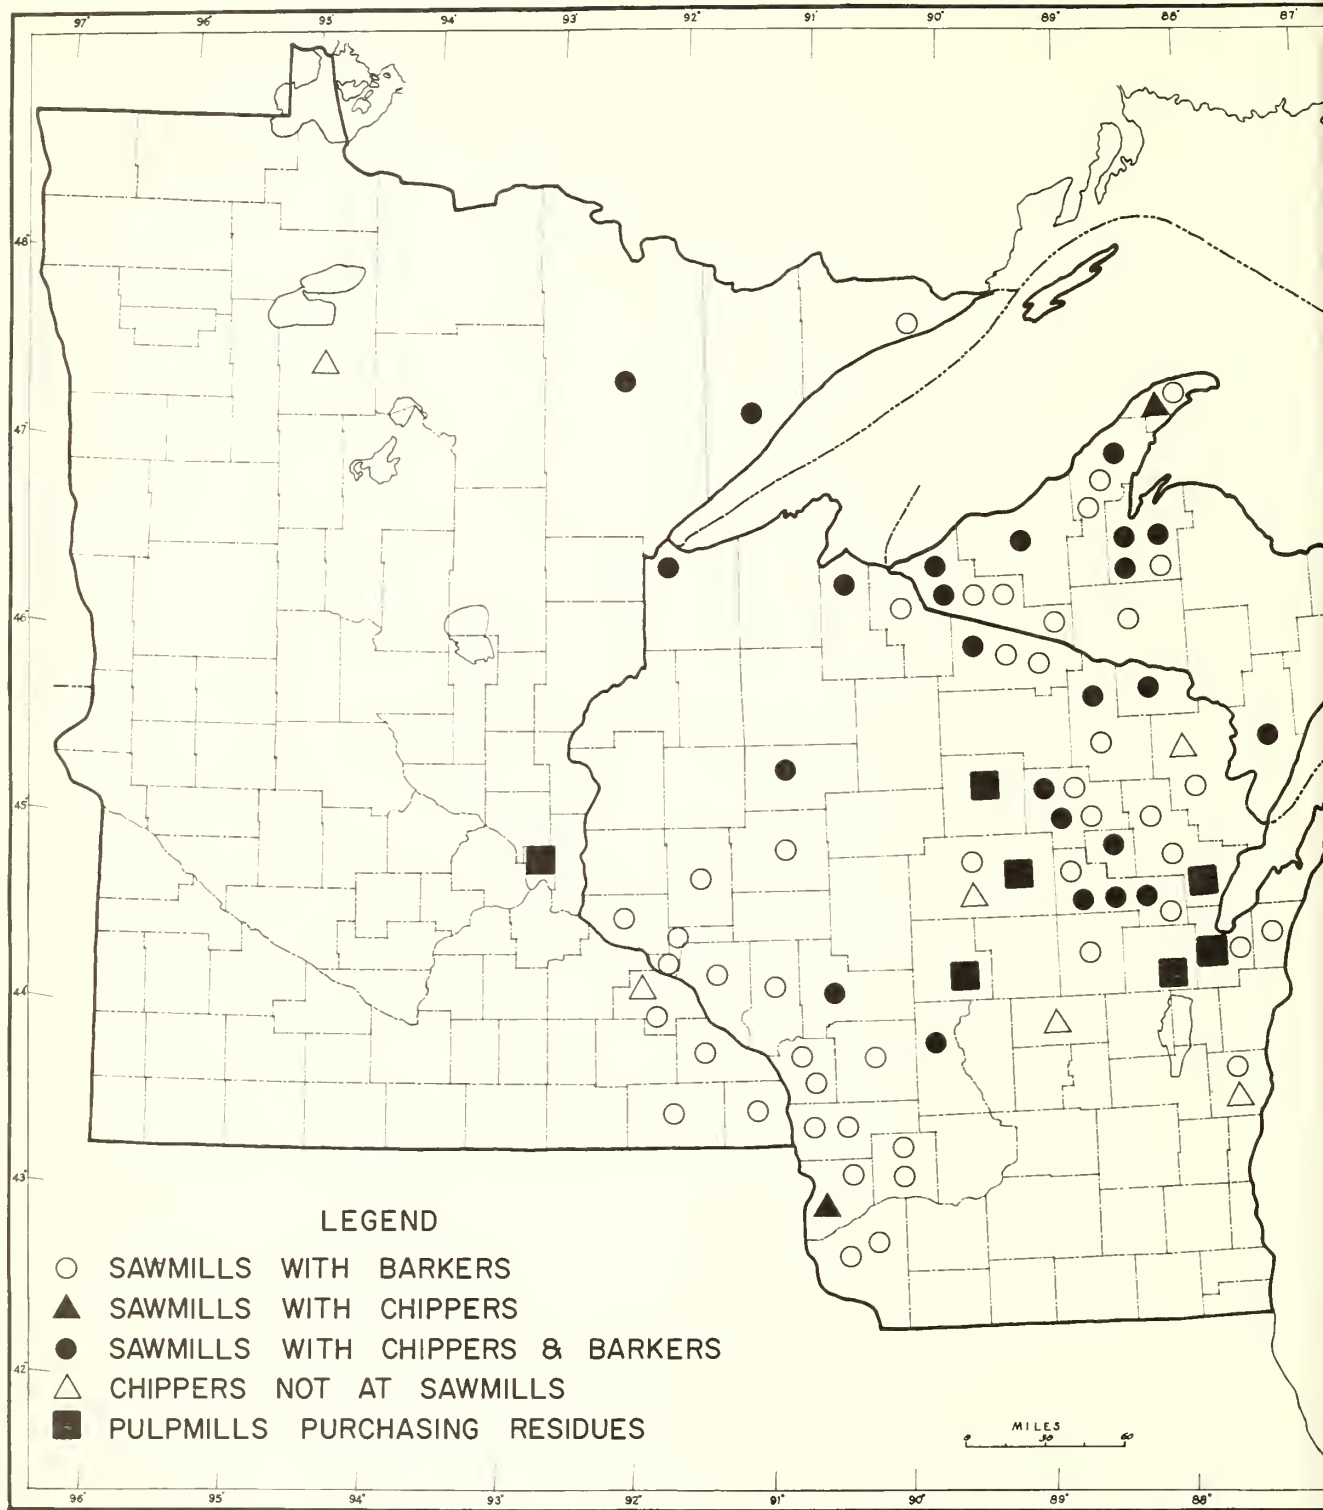 97° 96° 95° 94° 93° 92° 91° 90° 89° 88° 87°
48°
47°
46°
45°
44°
43°
42°
LEGEND
SAWMILLS WITH BARKERS
SAWMILLS WITH CHIPPERS
SAWMILLS WITH CHIPPERS & BARKERS
CHIPPERS NOT AT SAWMILLS
PULPMILLS PURCHASING RESIDUES
MILES
0 30 60
96° 95° 94° 93° 92° 91° 90° 89° 88°